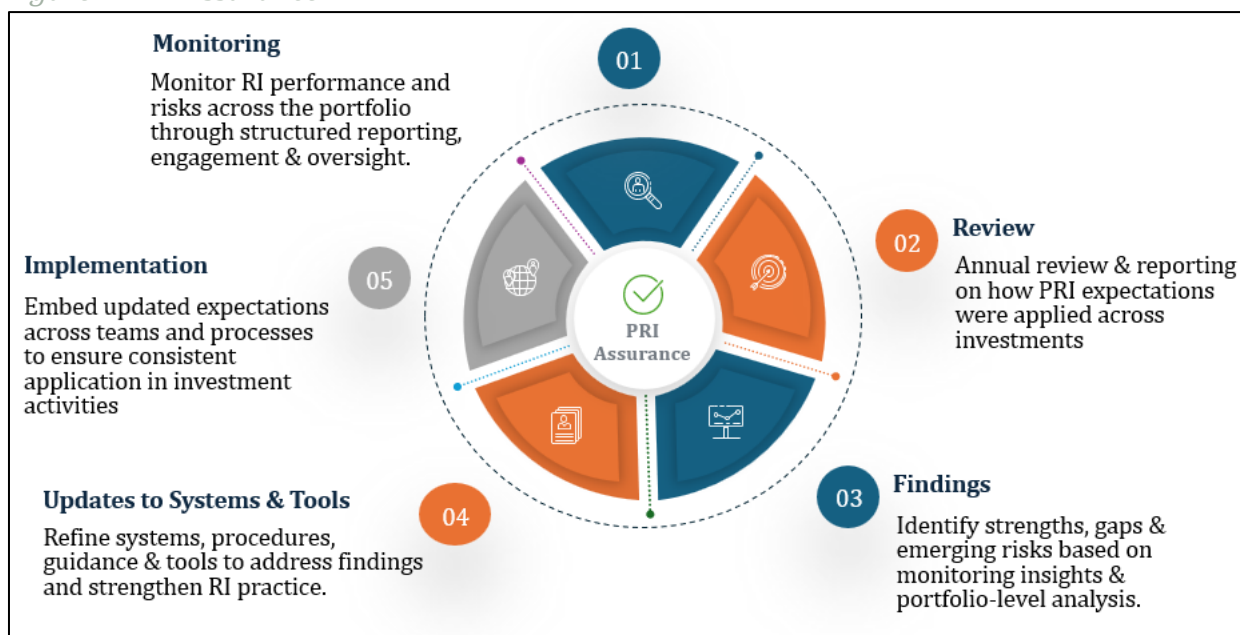 Monitoring
Monitor RI performance and
risks across the portfolio
through structured reporting,
engagement & oversight.
01
02
Review
Annual review & reporting
on how PRI expectations
were applied across
investments
Implementation
05
Embed updated expectations
across teams and processes
to ensure consistent
application in investment
activities
PRI
Assurance
Updates to Systems & Tools
04
Refine systems, procedures,
guidance & tools to address findings
and strengthen RI practice.
03
Findings
Identify strengths, gaps &
emerging risks based on
monitoring insights &
portfolio-level analysis.